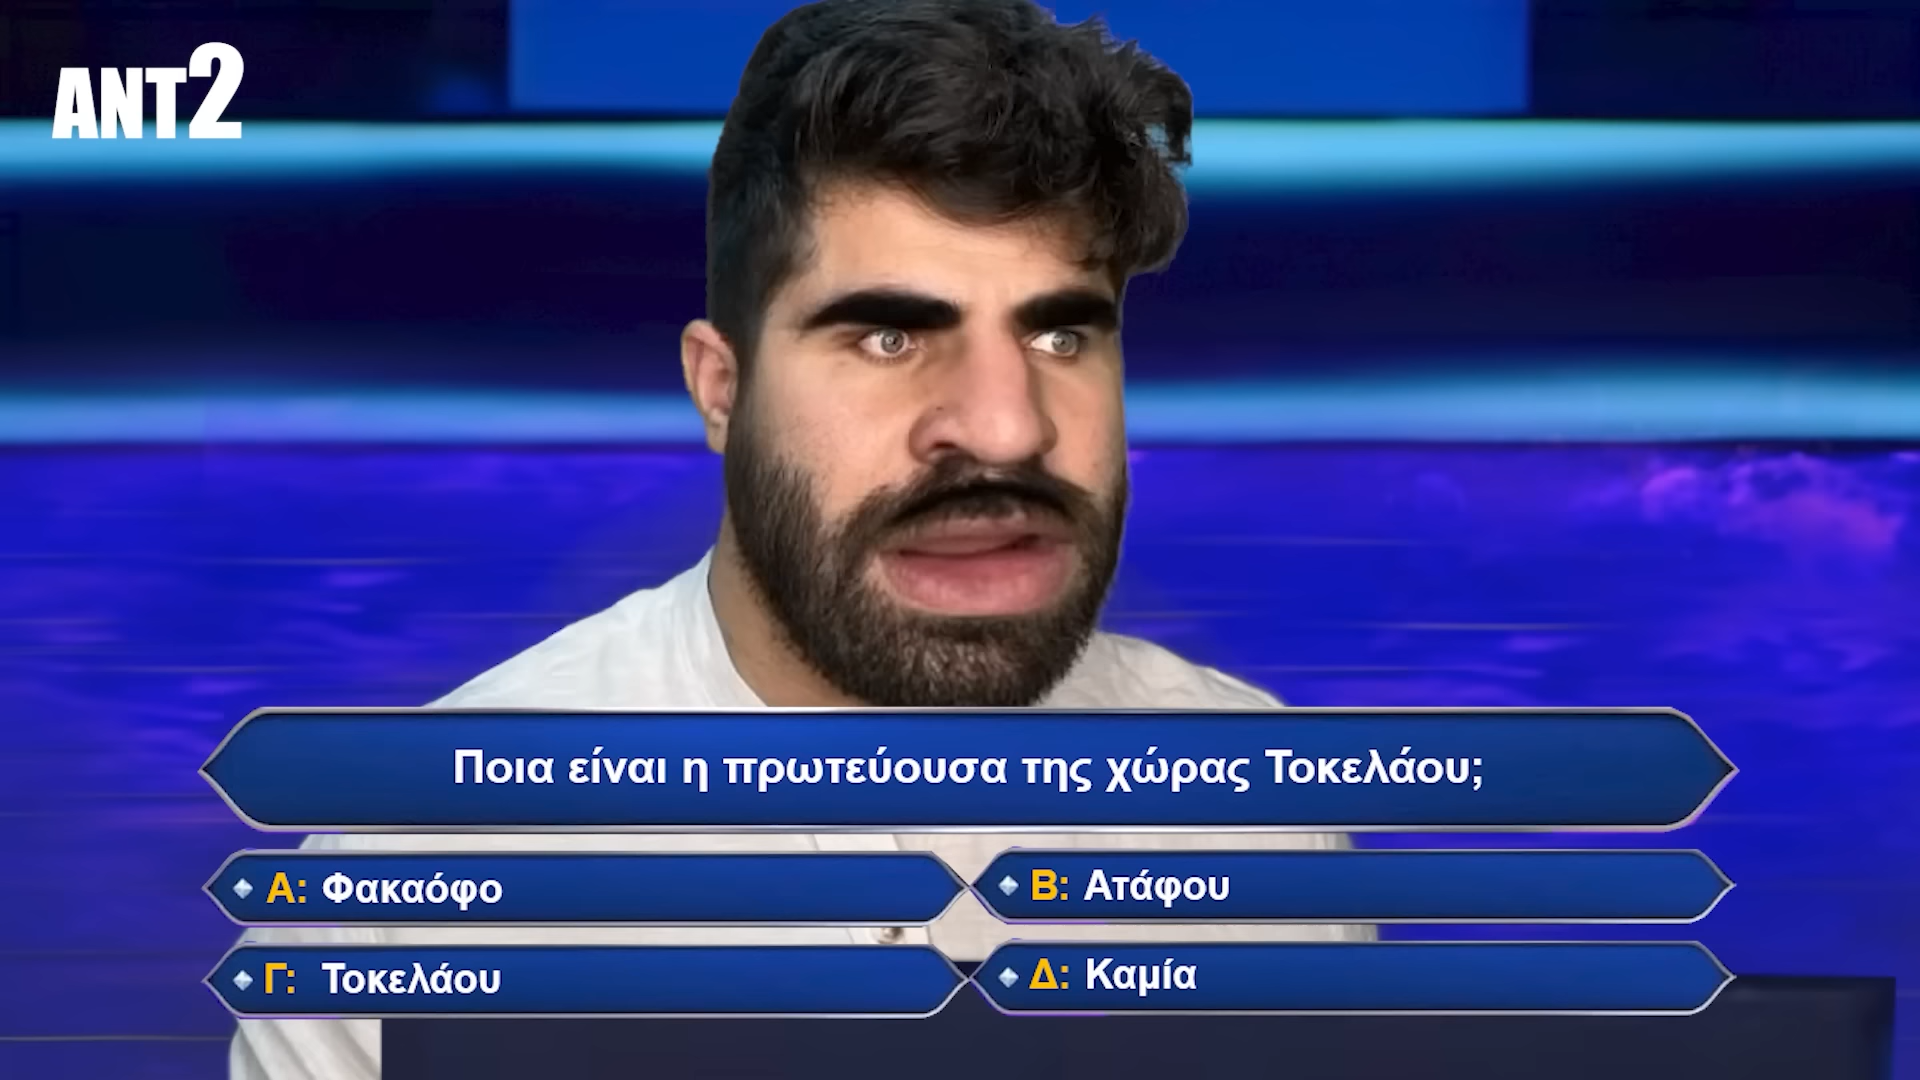 ANT2
Ποια είναι η πρωτεύουσα της χώρας Τοκελάου;
Α: Φακαόφο
Β: Ατάφου
Γ: Τοκελάου
Δ: Καμία